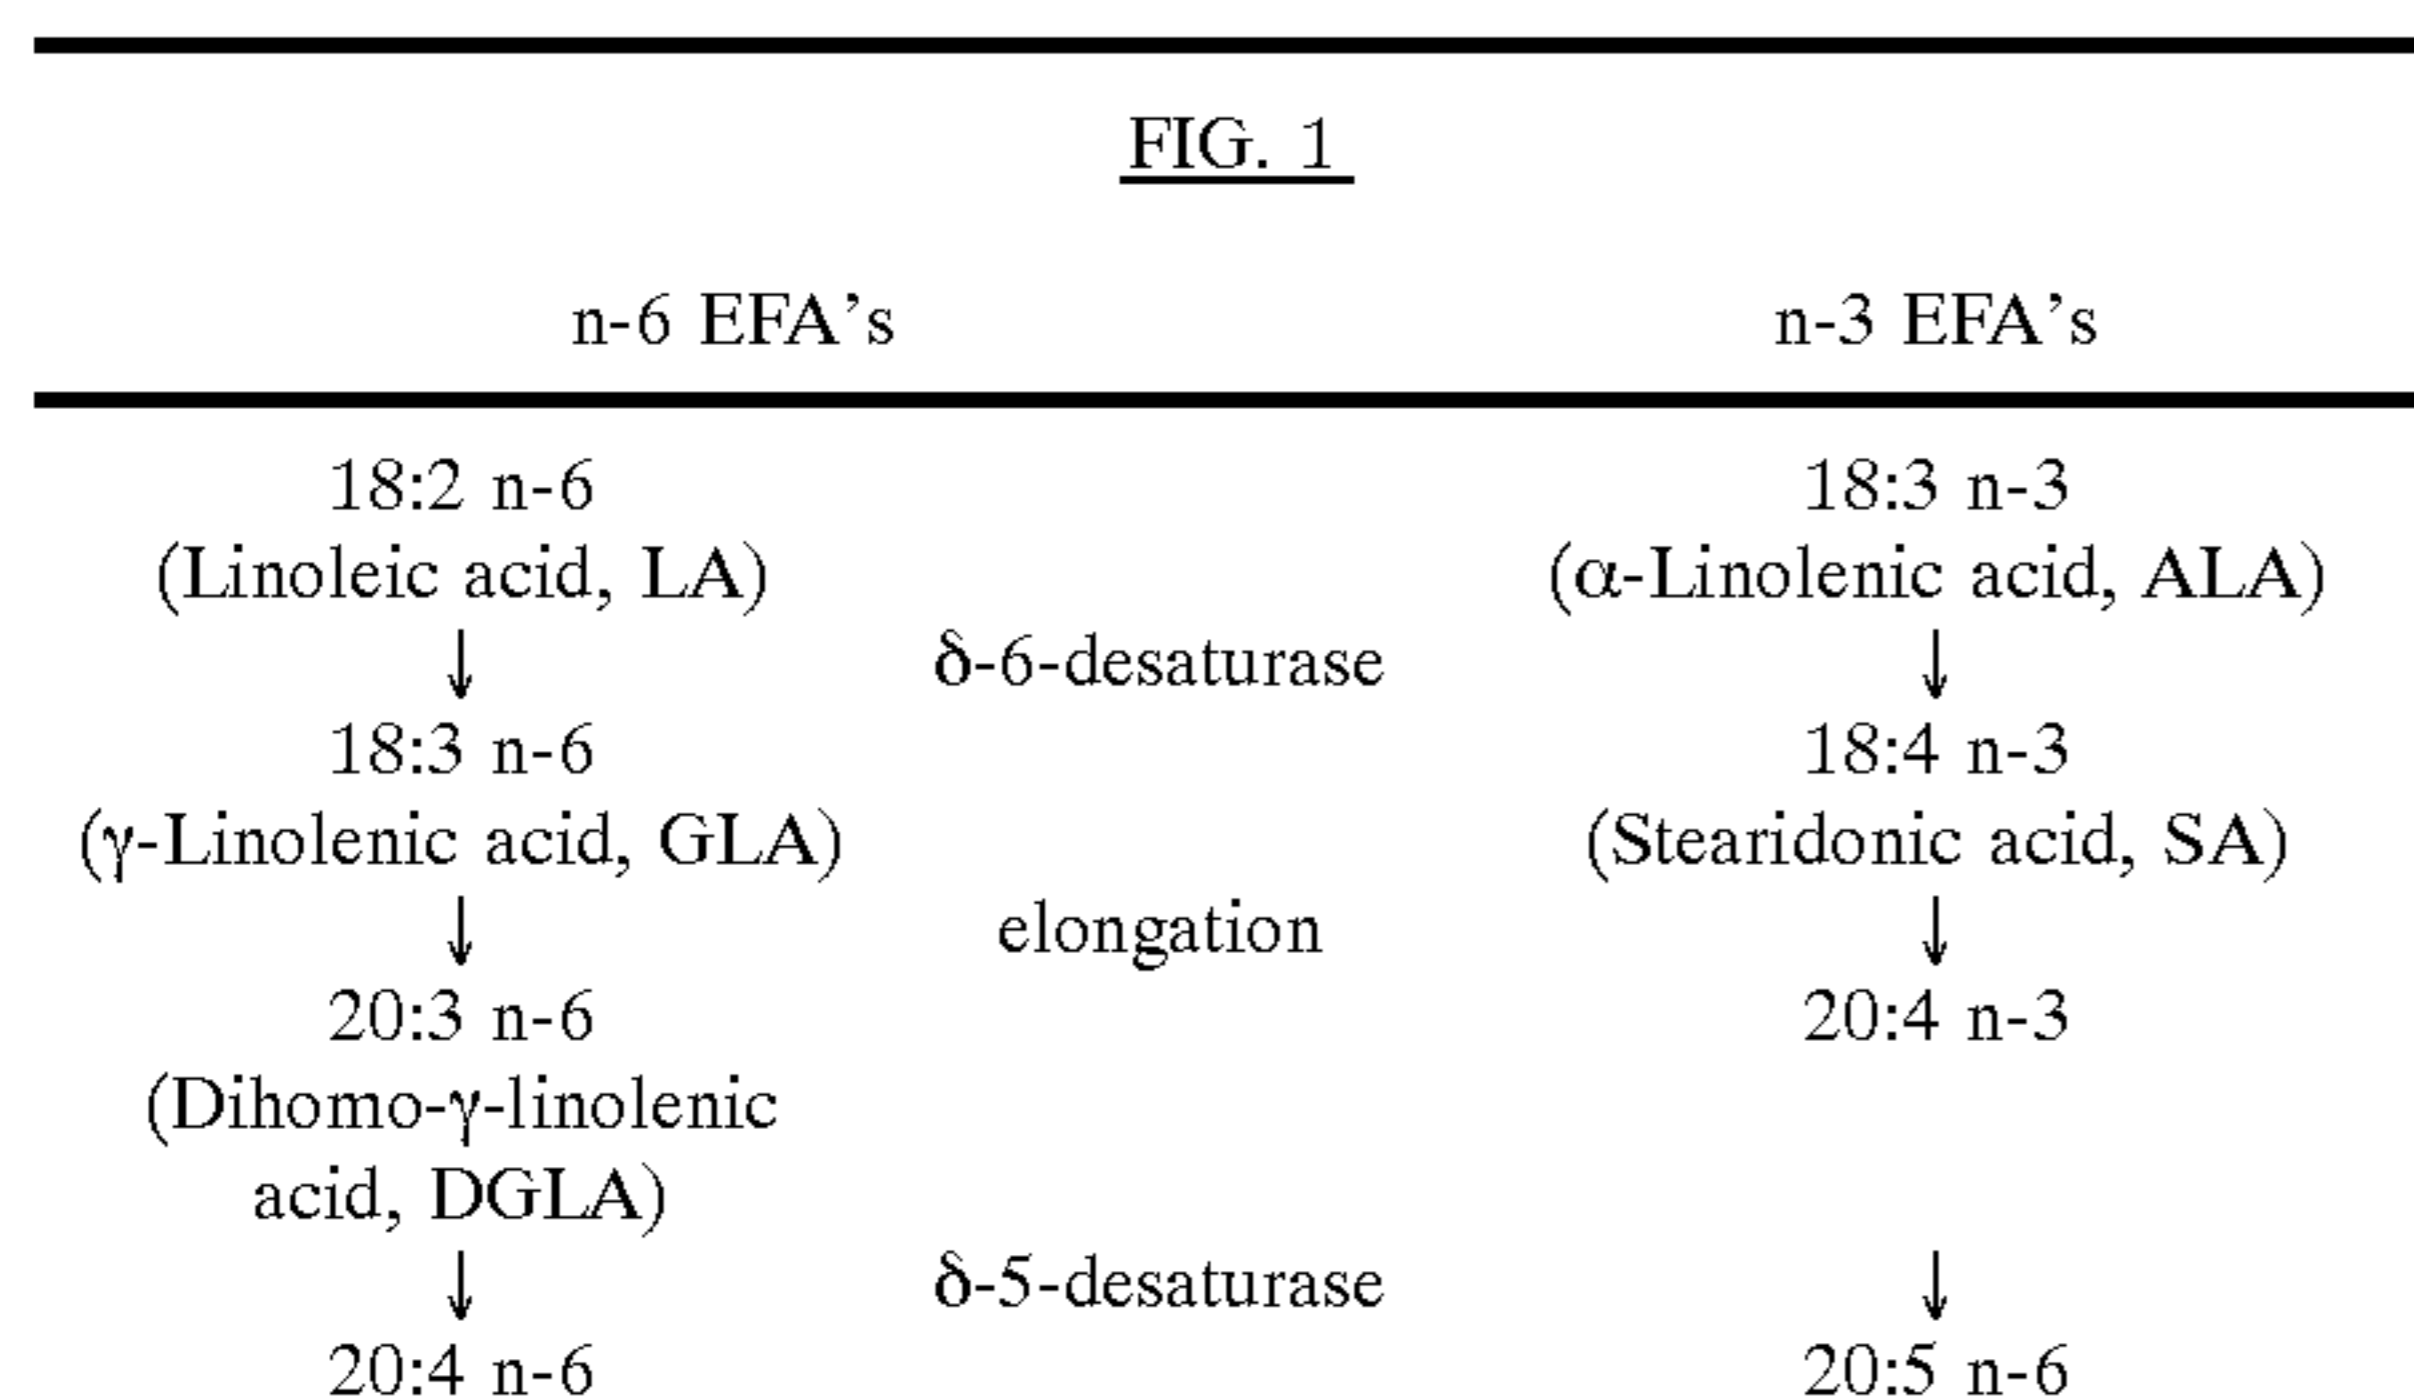 FIG. 1
n-6 EFA’s n-3 EFA’s
18:2 n-6 18:3 n-3
(Linoleic acid, LA) (α-Linolenic acid, ALA)
↓ δ-6-desaturase ↓
18:3 n-6 18:4 n-3
(γ-Linolenic acid, GLA) (Stearidonic acid, SA)
↓ elongation ↓
20:3 n-6 20:4 n-3
(Dihomo-γ-linolenic
acid, DGLA)
↓ δ-5-desaturase ↓
20:4 n-6 20:5 n-6